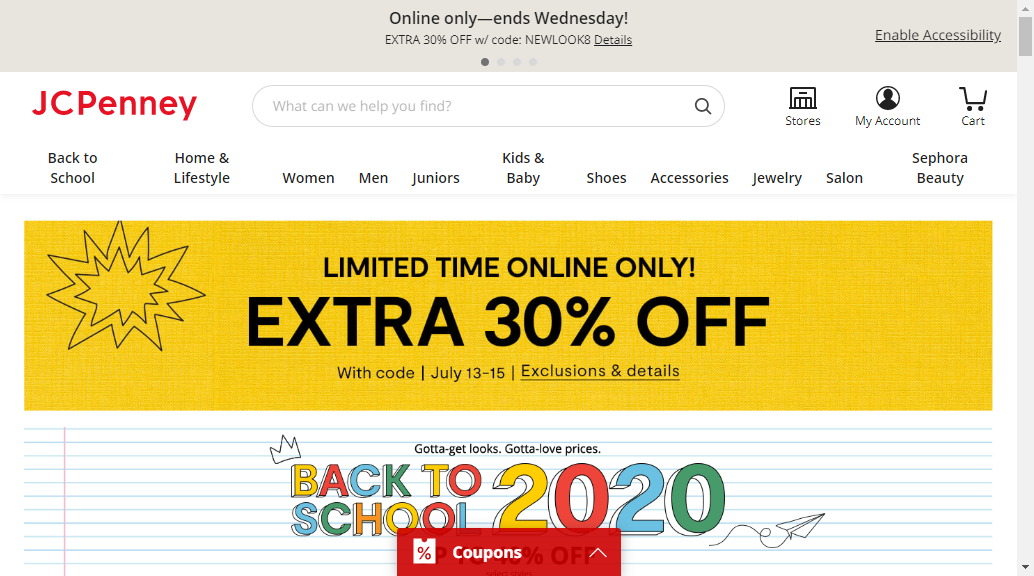 Online only—ends Wednesday!
EXTRA 30% OFF w/ code: NEWLOOK8 Details
Enable Accessibility
JCPenney
What can we help you find?
Stores
My Account
Cart
Back to School
Home & Lifestyle
Women
Men
Juniors
Kids & Baby
Shoes
Accessories
Jewelry
Salon
Sephora Beauty
LIMITED TIME ONLINE ONLY!
EXTRA 30% OFF
With code | July 13-15 | Exclusions & details
Gotta-get looks. Gotta-love prices.
BACK TO SCHOOL 2020
% Coupons